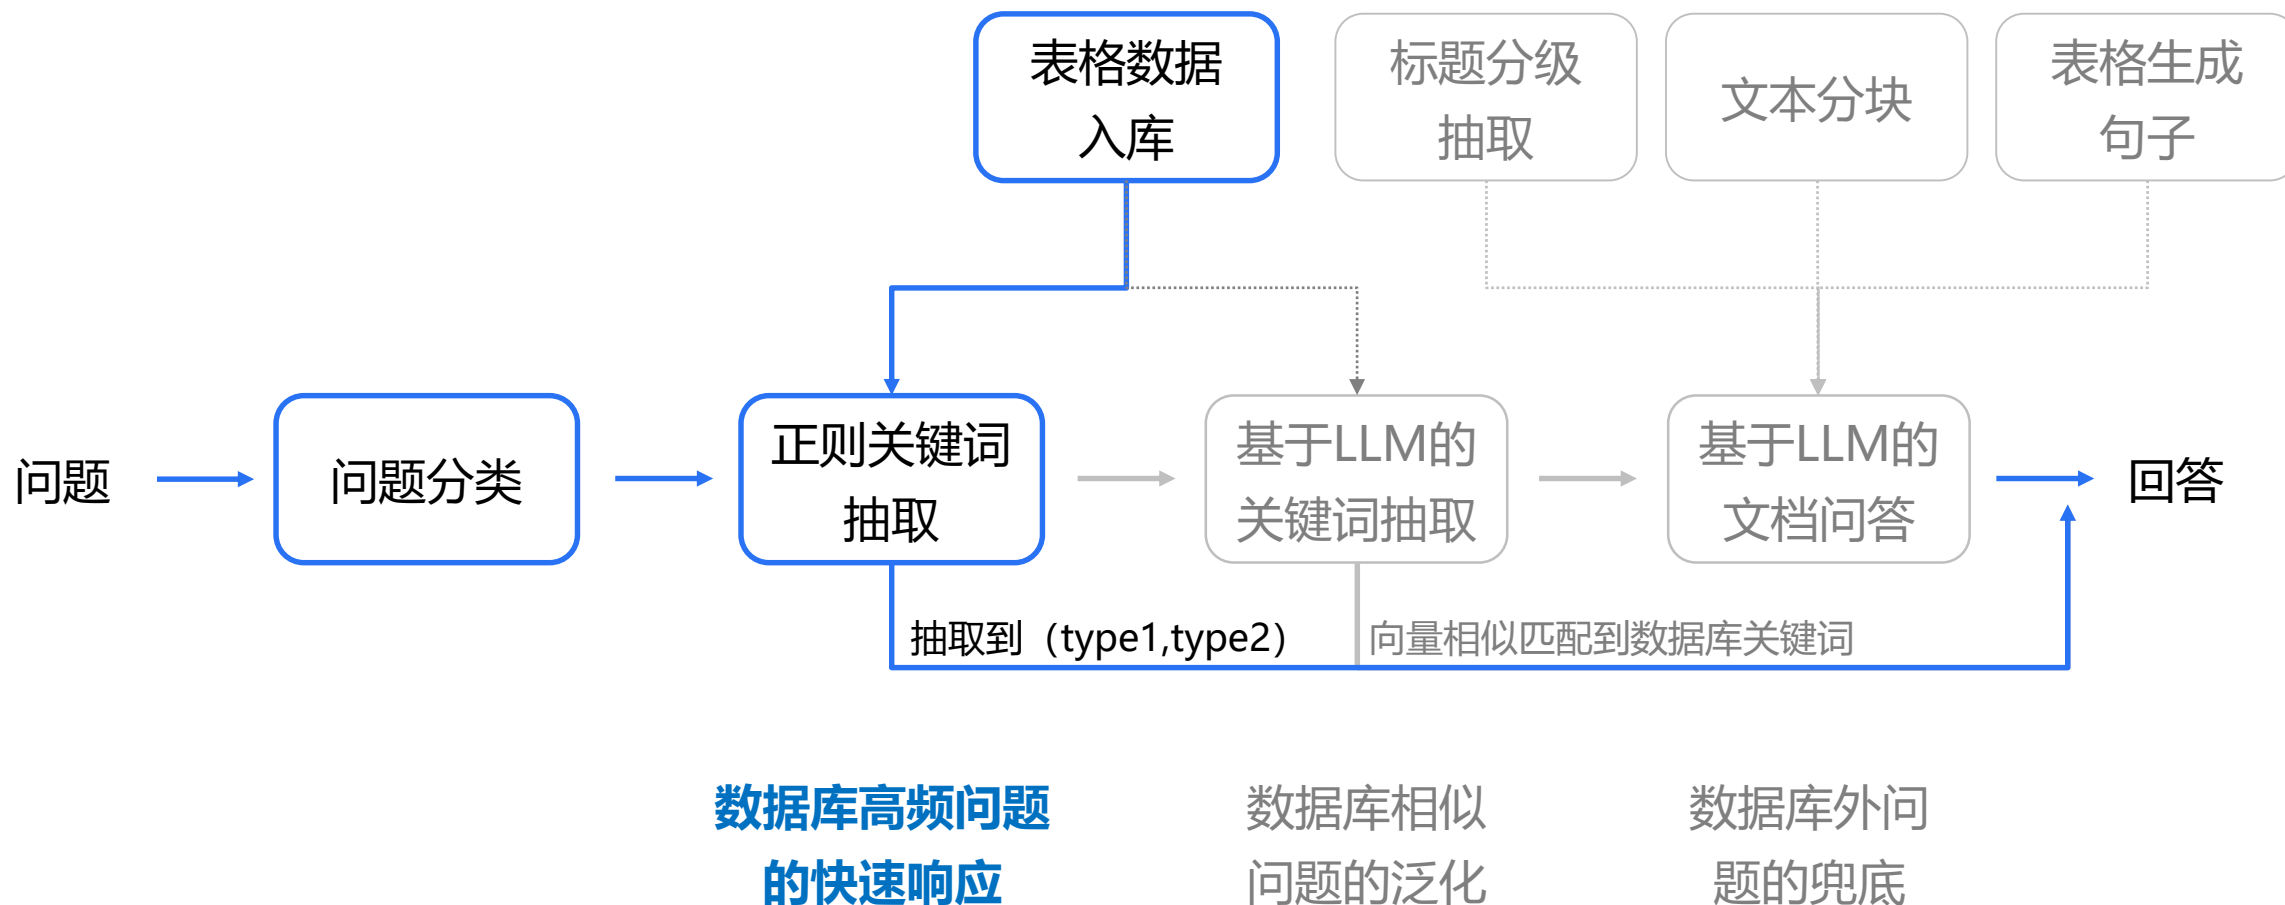 表格数据
入库
标题分级
抽取
文本分块
表格生成
句子
问题
问题分类
正则关键词
抽取
基于LLM的
关键词抽取
基于LLM的
文档问答
回答
抽取到（type1,type2）
向量相似匹配到数据库关键词
数据库高频问题
的快速响应
数据库相似
问题的泛化
数据库外问
题的兜底